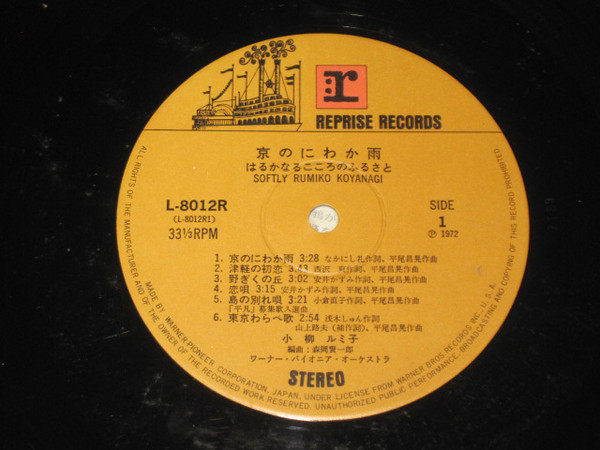 r
REPRISE RECORDS
京のにわか雨
はるかなるこころのふるさと
SOFTLY RUMIKO KOYANAGI
L-8012R
(L-8012R1)
33⅓RPM
SIDE
1
Ⓟ 1972
1. 京のにわか雨 3:28 なかにし礼作詞、平尾昌晃作曲
2. 津軽の初恋 3:43 西沢 爽作詞、平尾昌晃作曲
3. 野ぎくの丘 3:02 安井かずみ作詞、平尾昌晃作曲
4. 恋唄 3:15 安井かずみ作詞、平尾昌晃作曲
5. 島の別れ唄 3:21 小倉直子作詞、平尾昌晃作曲
「平凡」募集歌入選曲
6. 東京わらべ歌 2:54 浅木しゅん作詞
山上路夫(補作詞)、平尾昌晃作曲
小柳 ルミ子
編曲:森岡賢一郎
ワーナー・パイオニア・オーケストラ
STEREO
MADE BY WARNER-PIONEER CORPORATION, JAPAN, UNDER LICENSE FROM WARNER BROS RECORDS INC. U.S.A.
ALL RIGHTS OF THE MANUFACTURER AND OF THE OWNER OF THE RECORDED WORK RESERVED. UNAUTHORIZED PUBLIC PERFORMANCE BROADCASTING AND COPYING OF THIS RECORD PROHIBITED.